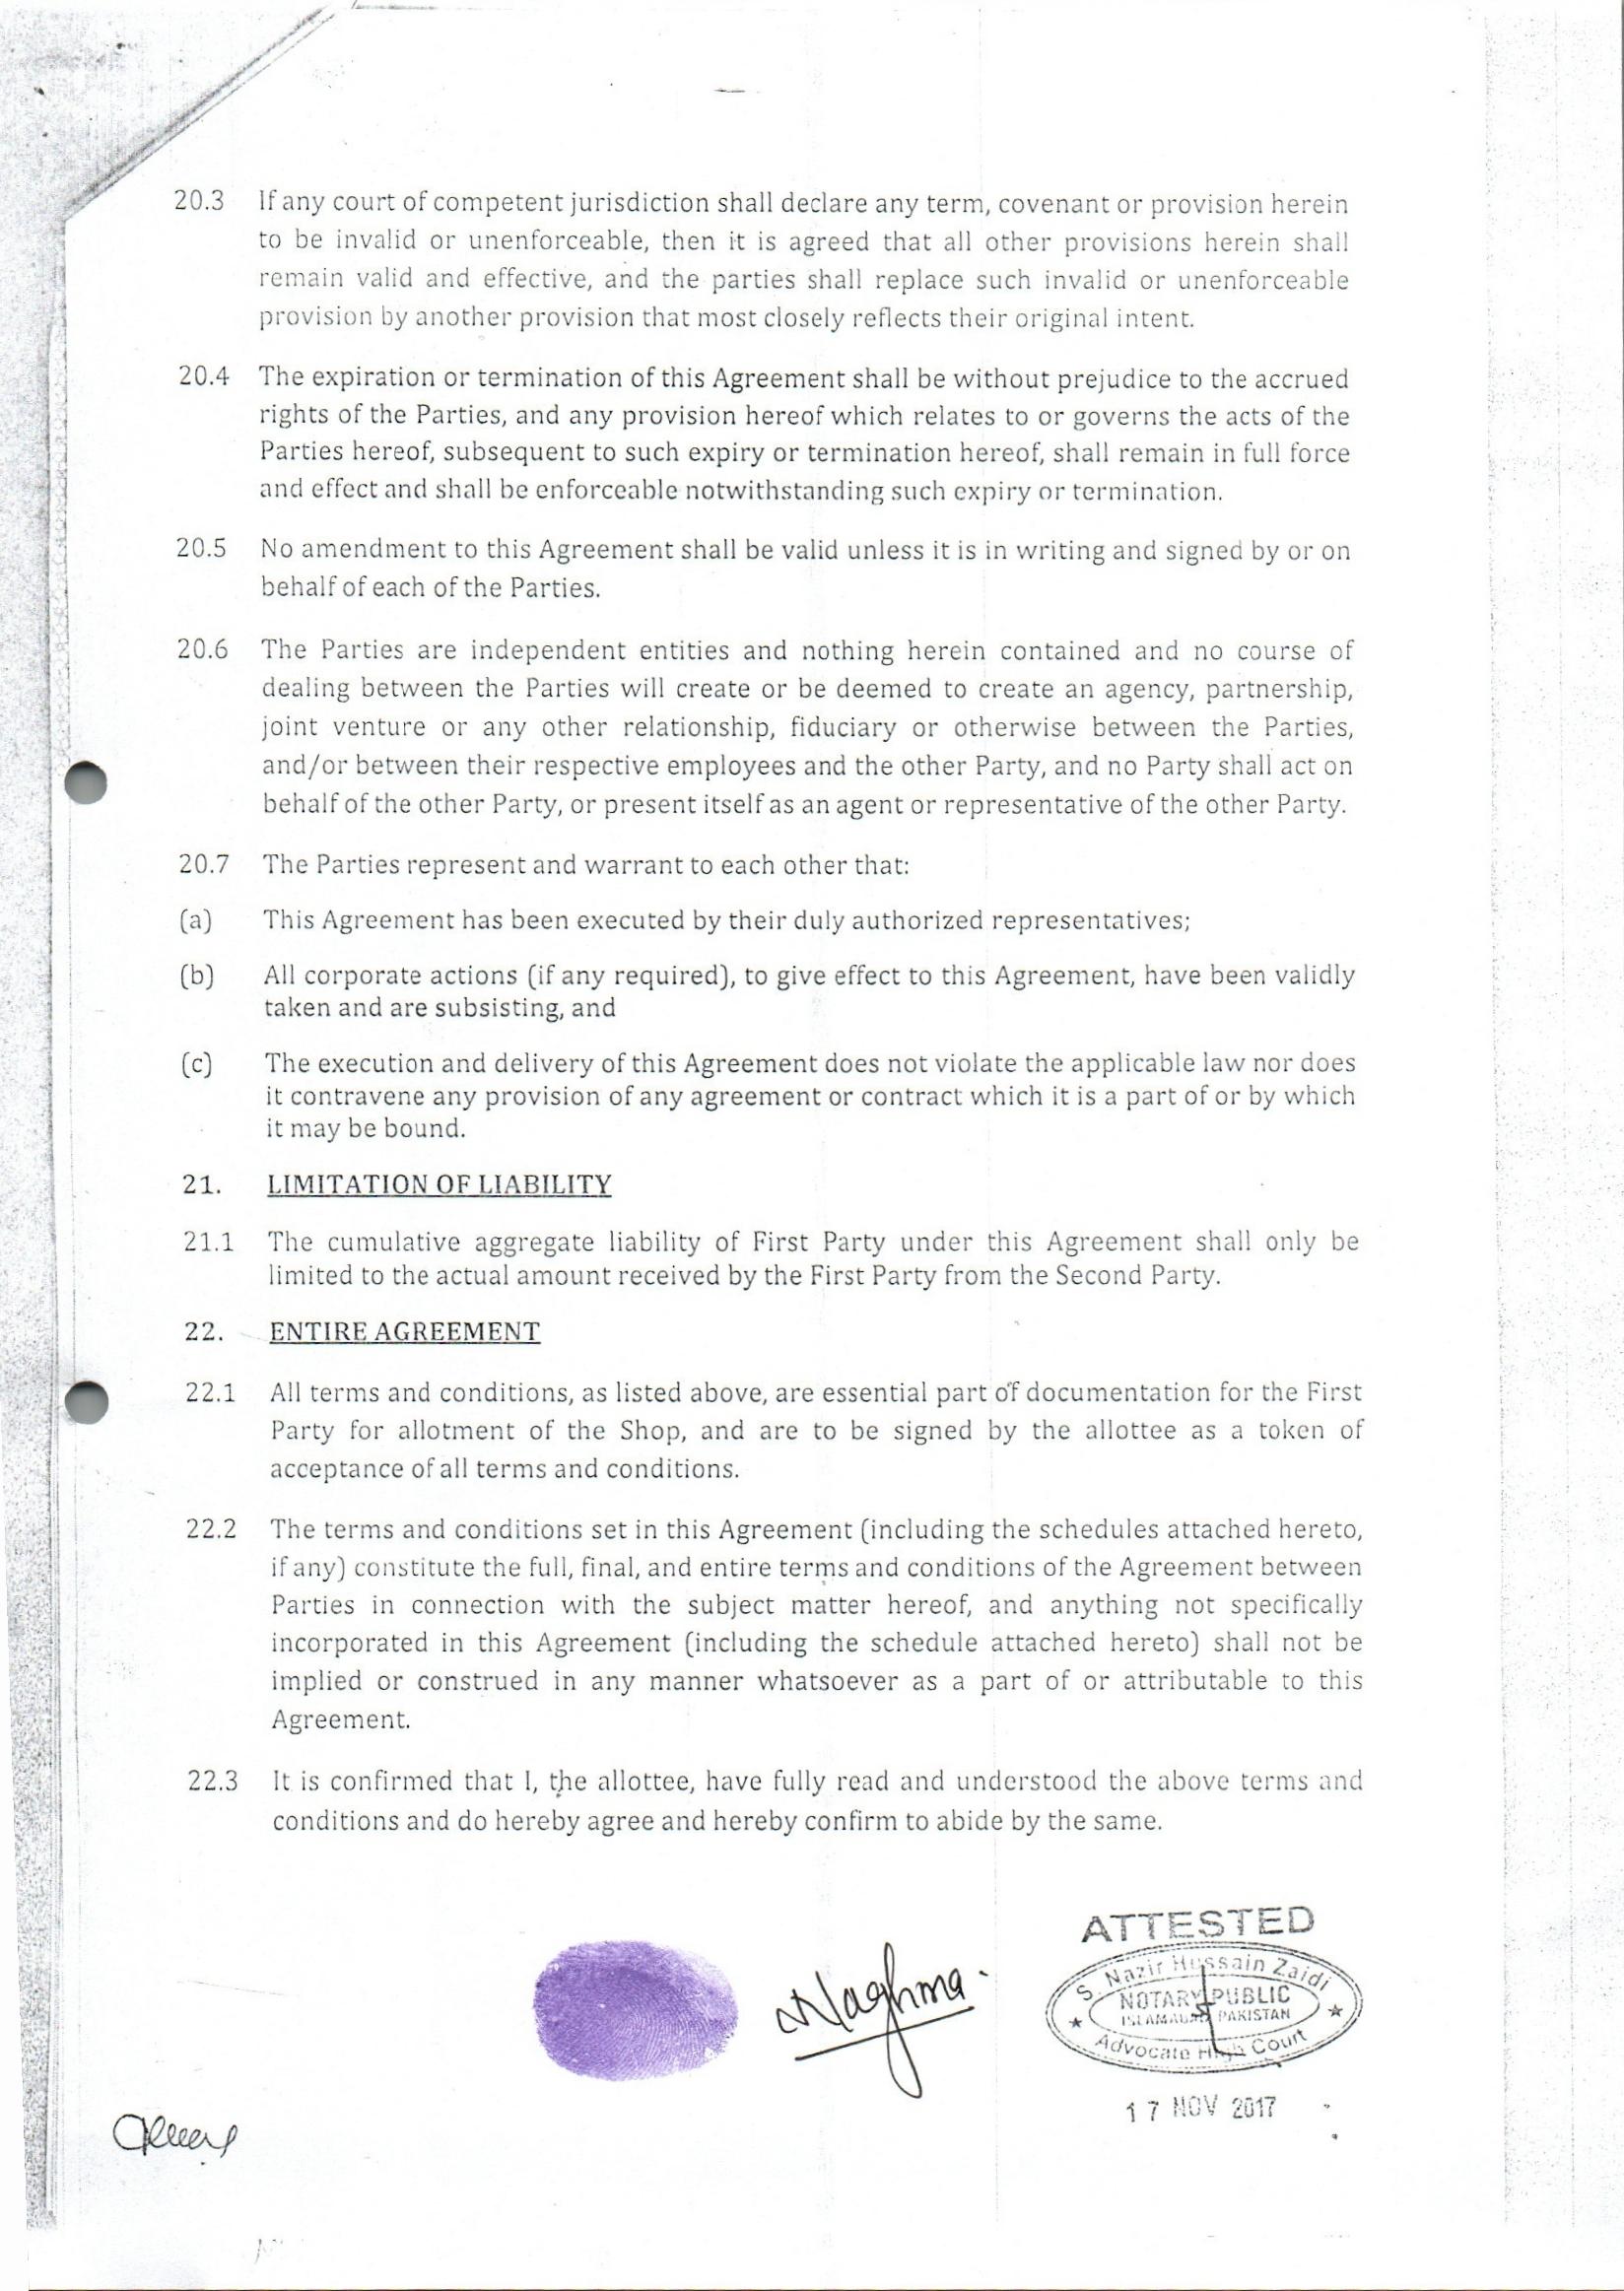 20.3 If any court of competent jurisdiction shall declare any term, covenant or provision herein
to be invalid or unenforceable, then it is agreed that all other provisions herein shall
remain valid and effective, and the parties shall replace such invalid or unenforceable
provision by another provision that most closely reflects their original intent.
20.4 The expiration or termination of this Agreement shall be without prejudice to the accrued
rights of the Parties, and any provision hereof which relates to or governs the acts of the
Parties hereof, subsequent to such expiry or termination hereof, shall remain in full force
and effect and shall be enforceable notwithstanding such expiry or termination.
20.5 No amendment to this Agreement shall be valid unless it is in writing and signed by or on
behalf of each of the Parties.
20.6 The Parties are independent entities and nothing herein contained and no course of
dealing between the Parties will create or be deemed to create an agency, partnership,
joint venture or any other relationship, fiduciary or otherwise between the Parties,
and/or between their respective employees and the other Party, and no Party shall act on
behalf of the other Party, or present itself as an agent or representative of the other Party.
20.7 The Parties represent and warrant to each other that:
(a) This Agreement has been executed by their duly authorized representatives;
(b) All corporate actions (if any required), to give effect to this Agreement, have been validly
taken and are subsisting, and
(c) The execution and delivery of this Agreement does not violate the applicable law nor does
it contravene any provision of any agreement or contract which it is a part of or by which
it may be bound.
21. LIMITATION OF LIABILITY
21.1 The cumulative aggregate liability of First Party under this Agreement shall only be
limited to the actual amount received by the First Party from the Second Party.
22. ENTIRE AGREEMENT
22.1 All terms and conditions, as listed above, are essential part of documentation for the First
Party for allotment of the Shop, and are to be signed by the allottee as a token of
acceptance of all terms and conditions.
22.2 The terms and conditions set in this Agreement (including the schedules attached hereto,
if any) constitute the full, final, and entire terms and conditions of the Agreement between
Parties in connection with the subject matter hereof, and anything not specifically
incorporated in this Agreement (including the schedule attached hereto) shall not be
implied or construed in any manner whatsoever as a part of or attributable to this
Agreement.
22.3 It is confirmed that I, the allottee, have fully read and understood the above terms and
conditions and do hereby agree and hereby confirm to abide by the same.
Naghma
ATTESTED
S. Nazir Hussain Zaidi
NOTARY PUBLIC
ISLAMABAD PAKISTAN
Advocate High Court
17 NOV 2017